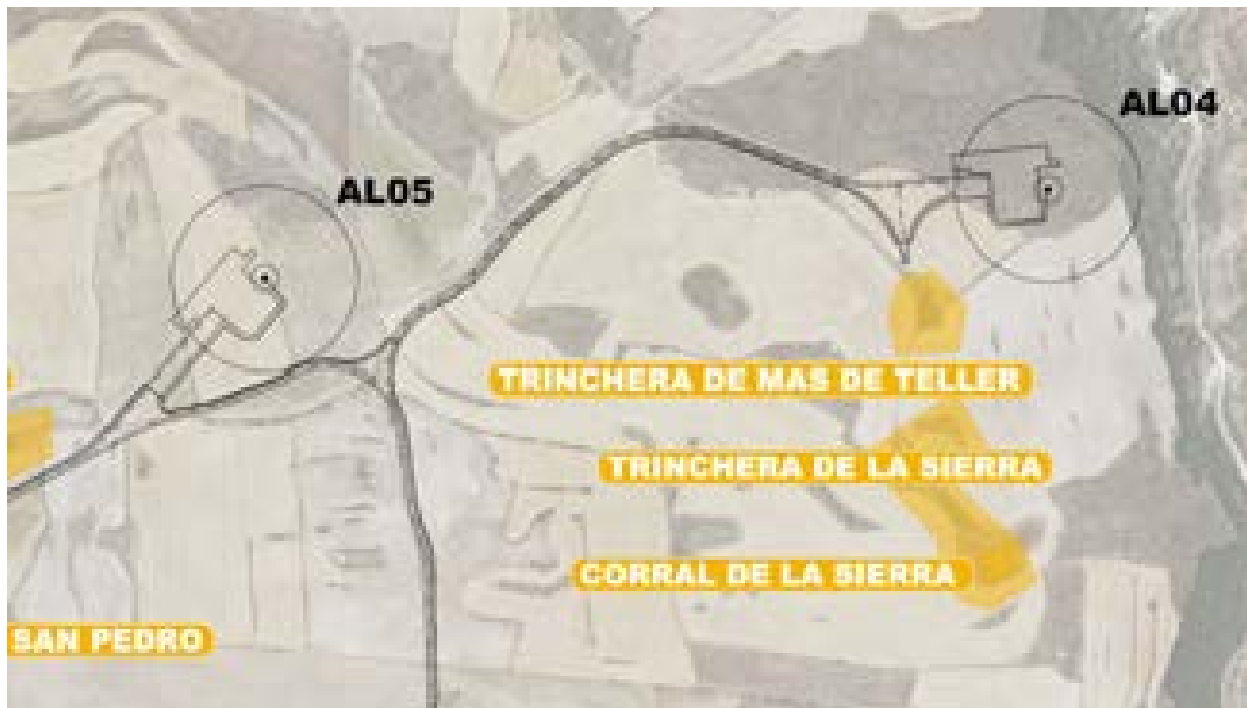 AL04
AL05
TRINCHERA DE MAS DE TELLER
TRINCHERA DE LA SIERRA
CORRAL DE LA SIERRA
SAN PEDRO